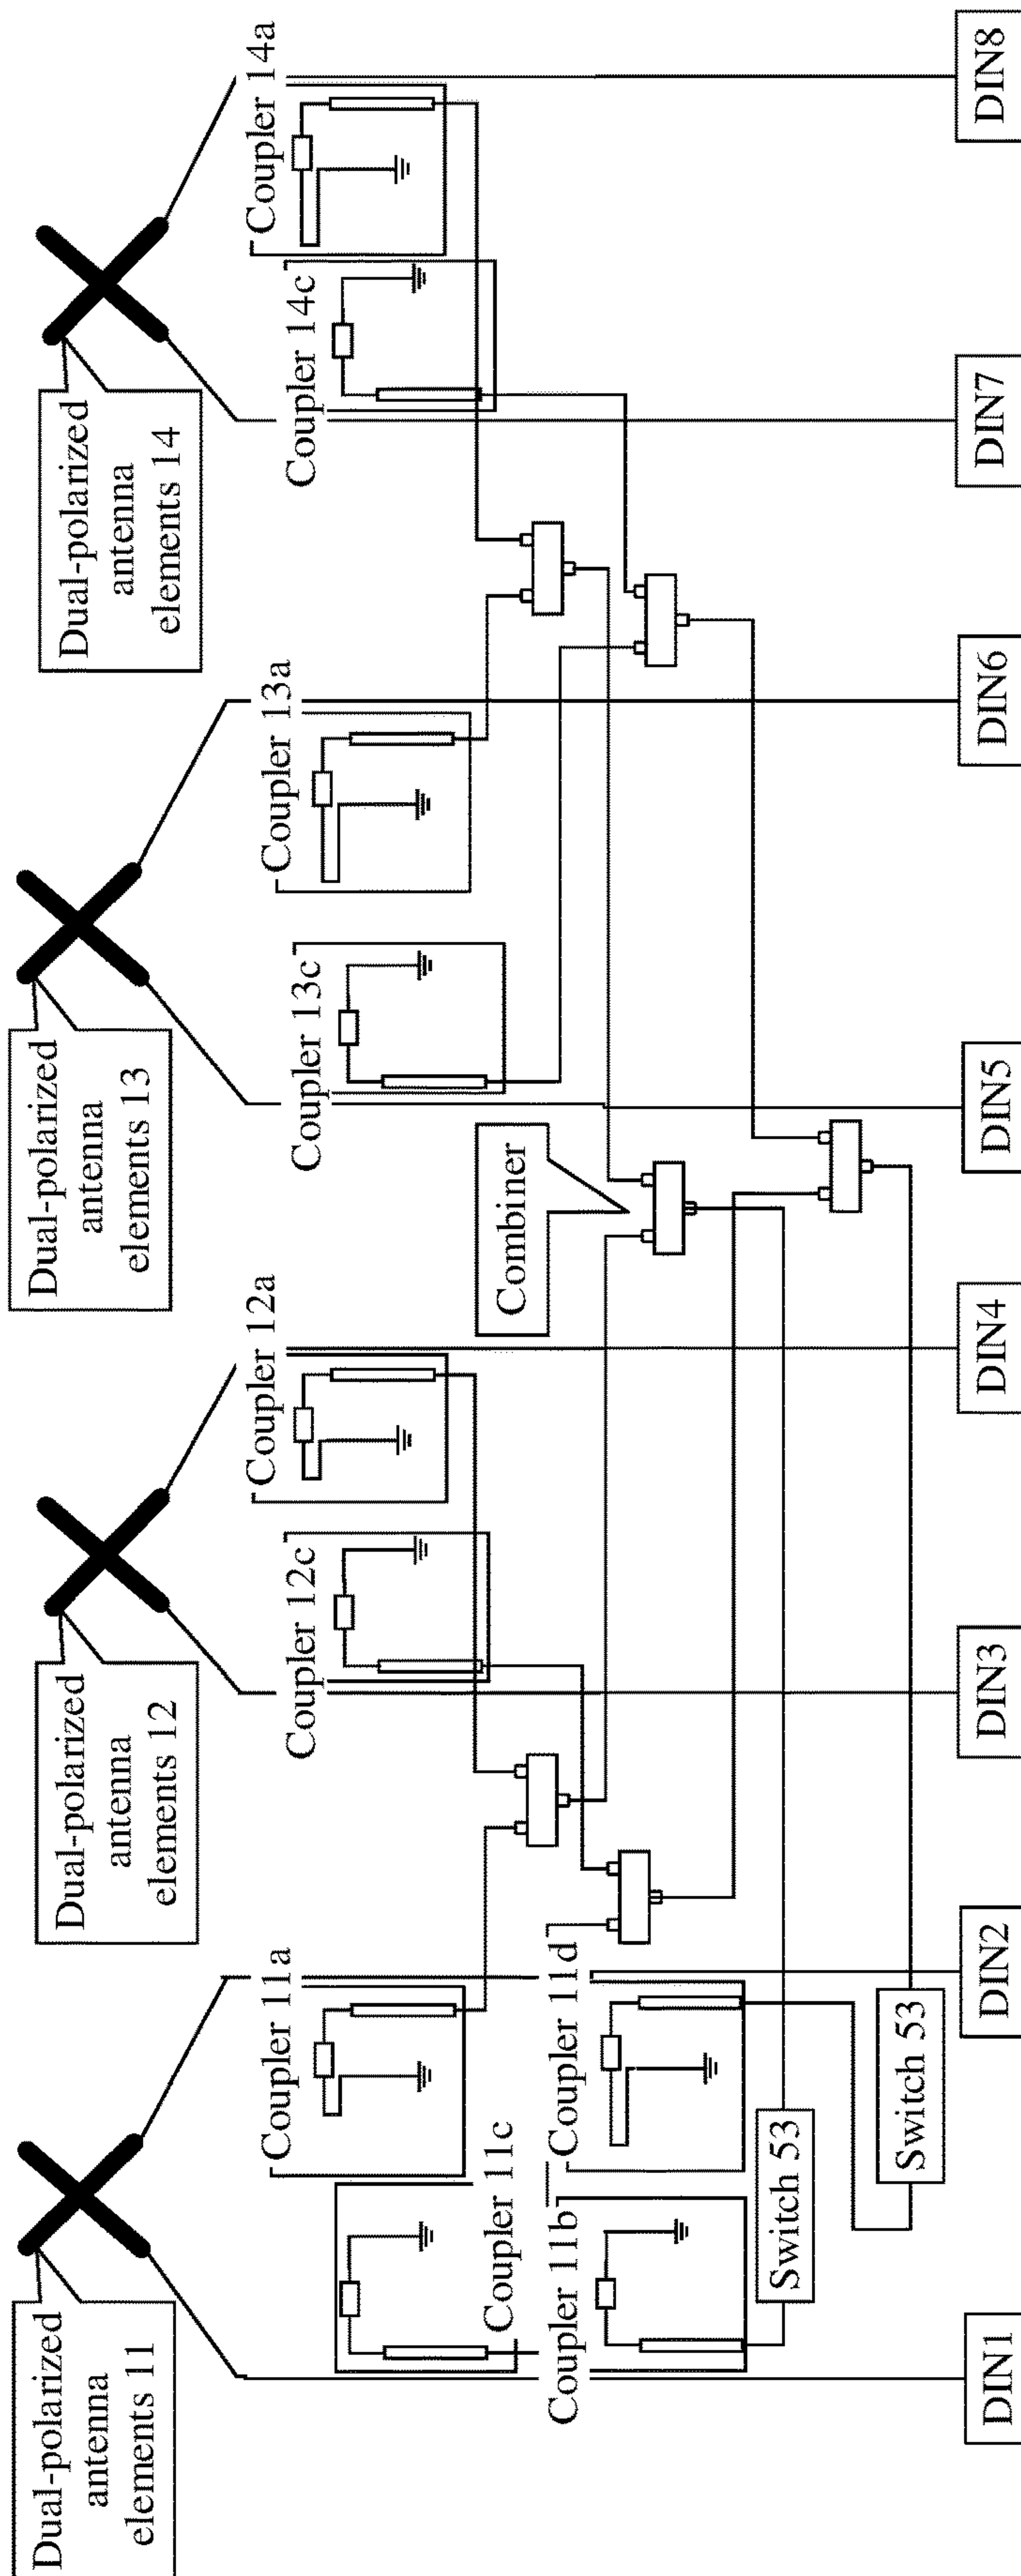 Dual-polarized
antenna
elements 11
Dual-polarized
antenna
elements 12
Dual-polarized
antenna
elements 13
Dual-polarized
antenna
elements 14
Coupler 11a
Coupler 11c
Coupler 11b
Coupler 11d
Coupler 12c
Coupler 12a
Coupler 13c
Coupler 13a
Coupler 14c
Coupler 14a
Combiner
Switch 53
Switch 53
DIN1
DIN2
DIN3
DIN4
DIN5
DIN6
DIN7
DIN8